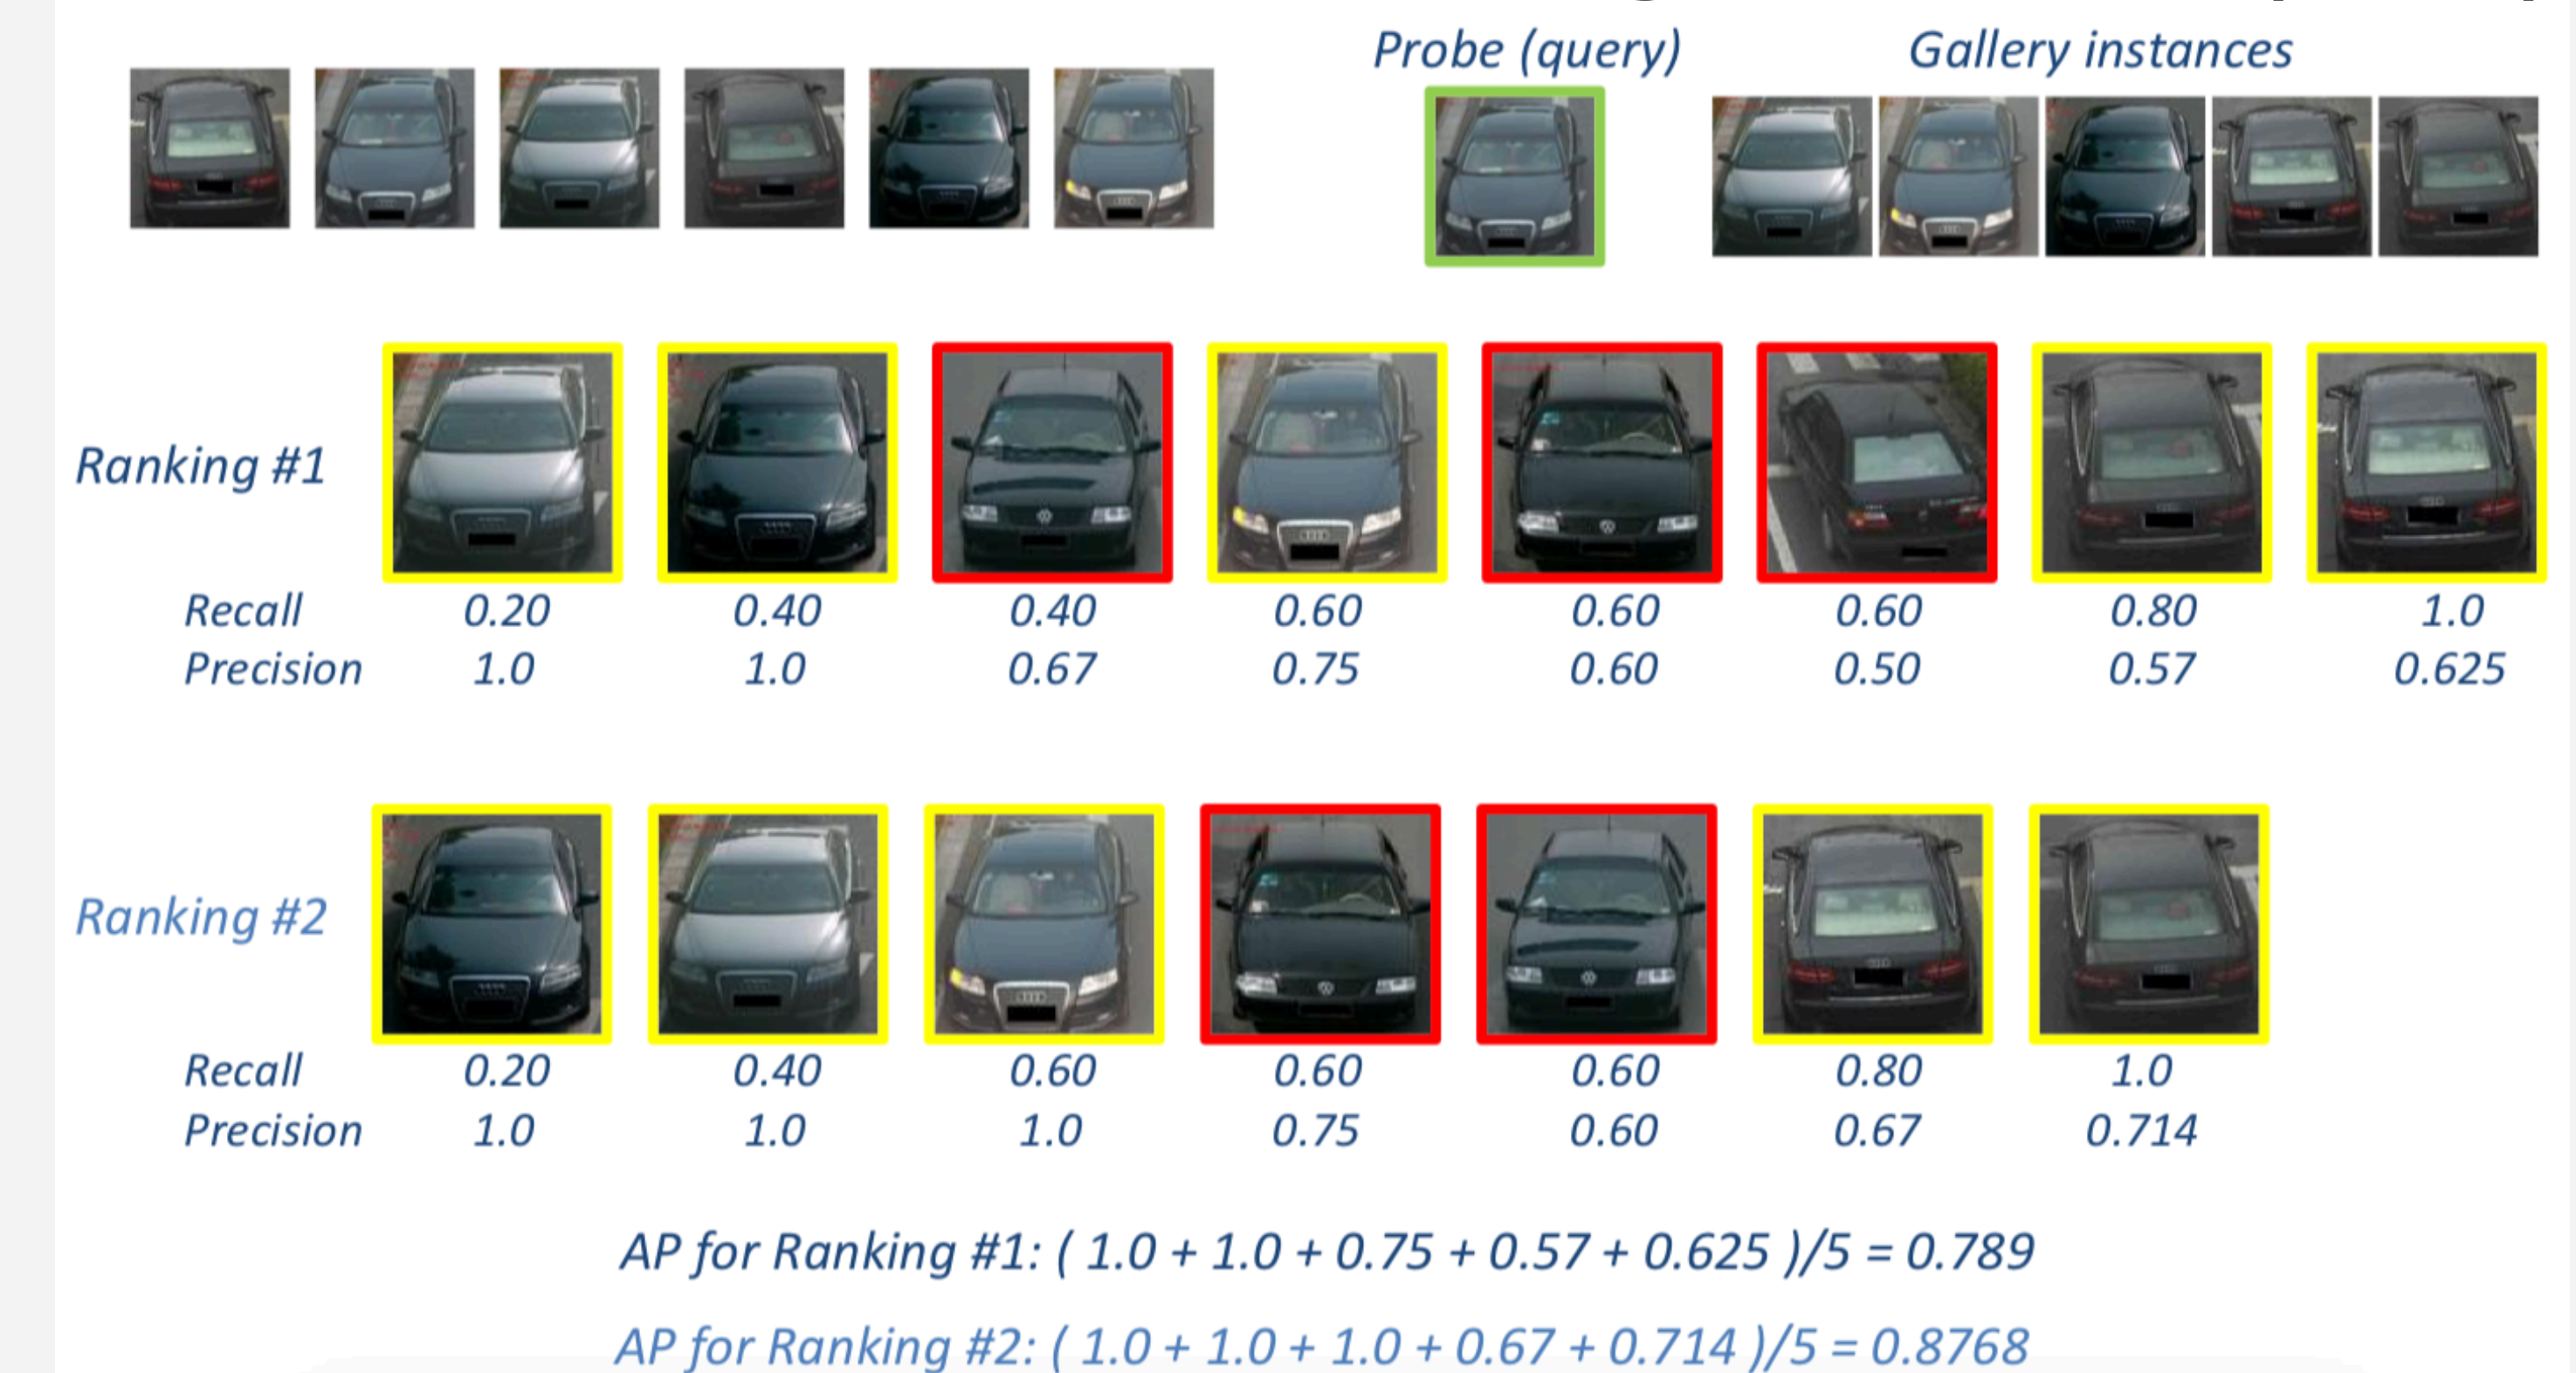 Probe (query)
Gallery instances
Ranking #1
Recall 0.20 0.40 0.40 0.60 0.60 0.60 0.80 1.0
Precision 1.0 1.0 0.67 0.75 0.60 0.50 0.57 0.625
Ranking #2
Recall 0.20 0.40 0.60 0.60 0.60 0.80 1.0
Precision 1.0 1.0 1.0 0.75 0.60 0.67 0.714
AP for Ranking #1: ( 1.0 + 1.0 + 0.75 + 0.57 + 0.625 )/5 = 0.789
AP for Ranking #2: ( 1.0 + 1.0 + 1.0 + 0.67 + 0.714 )/5 = 0.8768